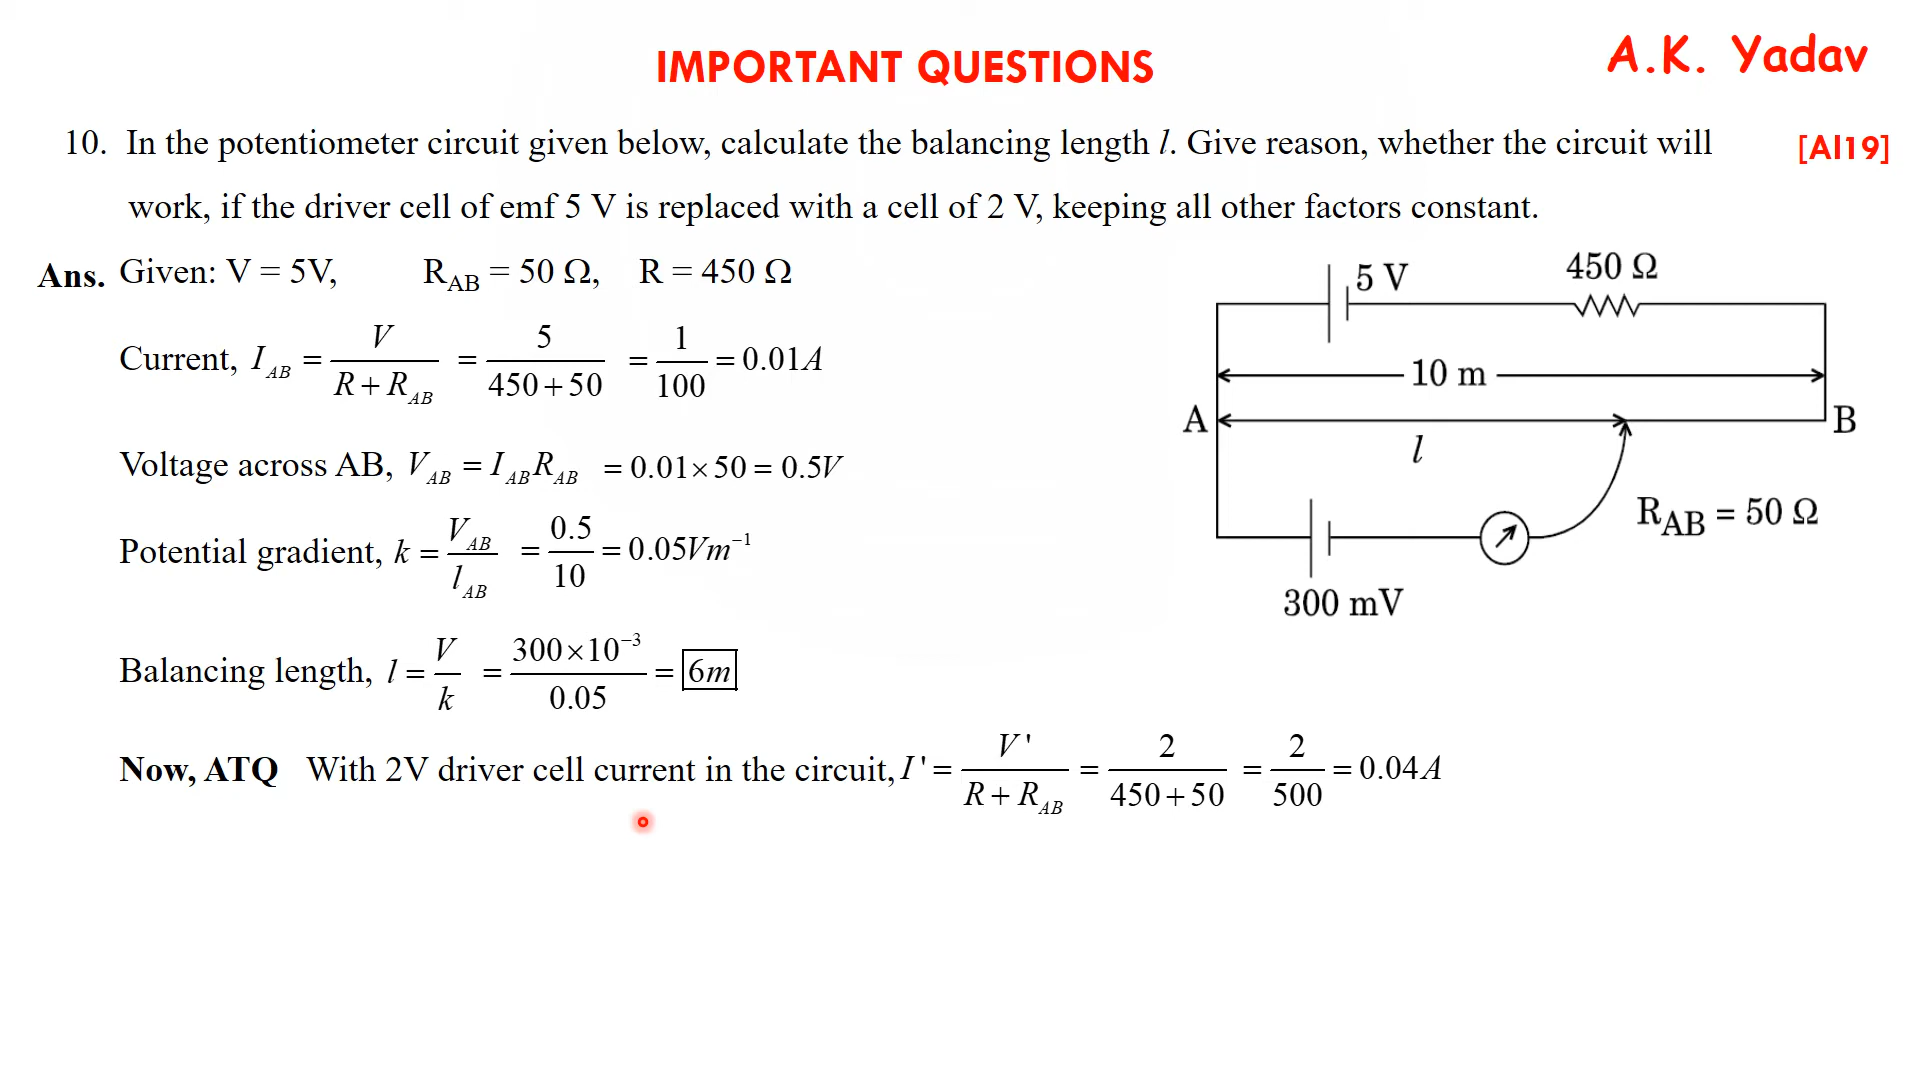 IMPORTANT QUESTIONS
A.K. Yadav
10. In the potentiometer circuit given below, calculate the balancing length l. Give reason, whether the circuit will [AI19]
work, if the driver cell of emf 5 V is replaced with a cell of 2 V, keeping all other factors constant.
Ans. Given: V = 5V, R_AB = 50 Ω, R = 450 Ω
Current, I_AB = V/(R + R_AB) = 5/(450 + 50) = 1/100 = 0.01A
Voltage across AB, V_AB = I_AB R_AB = 0.01 × 50 = 0.5V
Potential gradient, k = V_AB/l_AB = 0.5/10 = 0.05Vm⁻¹
Balancing length, l = V/k = 300 × 10⁻³/0.05 = 6m
Now, ATQ With 2V driver cell current in the circuit, I' = V'/(R + R_AB) = 2/(450 + 50) = 2/500 = 0.04A
5 V
450 Ω
10 m
A
B
l
R_AB = 50 Ω
300 mV